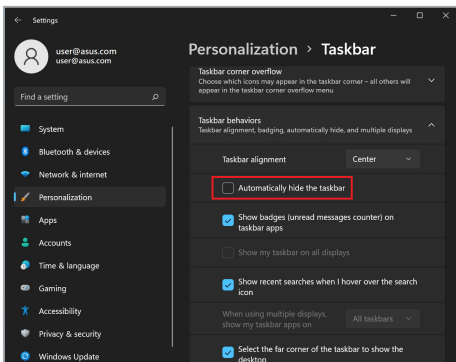 Settings
user@asus.com
user@asus.com
Find a setting
System
Bluetooth & devices
Network & internet
Personalization
Apps
Accounts
Time & language
Gaming
Accessibility
Privacy & security
Windows Update
Personalization > Taskbar
Taskbar corner overflow
Choose which icons may appear in the taskbar corner – all others will
appear in the taskbar corner overflow menu
Taskbar behaviors
Taskbar alignment, badging, automatically hide, and multiple displays
Taskbar alignment
Center
Automatically hide the taskbar
Show badges (unread messages counter) on
taskbar apps
Show my taskbar on all displays
Show recent searches when I hover over the search
icon
When using multiple displays,
show my taskbar apps on
All taskbars
Select the far corner of the taskbar to show the
desktop